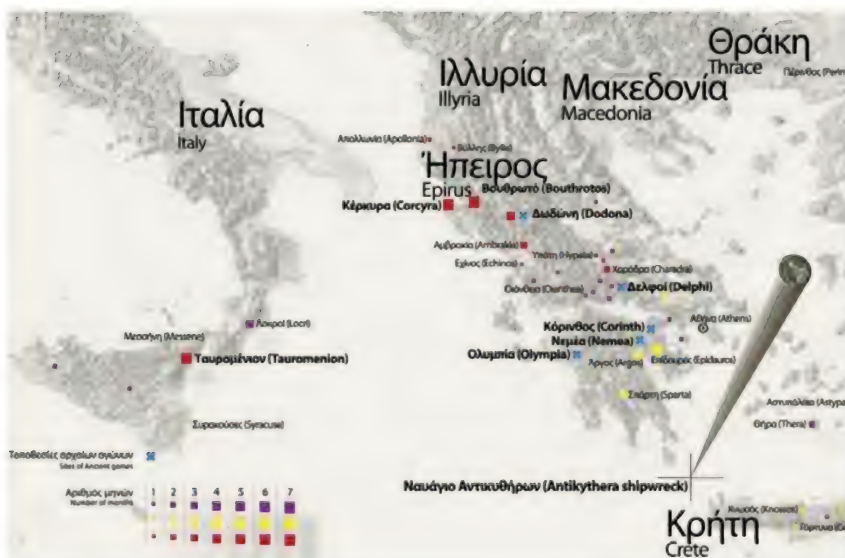 Θράκη
Thrace
Ιλλυρία
Illyria
Μακεδονία
Macedonia
Ιταλία
Italy
Απολλωνία (Apollonia)
Ήπειρος
Epirus
Βουθρωτό (Bouthrotos)
Κέρκυρα (Corcyra)
Δωδώνη (Dodona)
Αμβρακία (Ambrakia)
Υπάτη (Hypata)
Εχίνος (Echinos)
Χαράδρα (Charadra)
Δελφοί (Delphi)
Λοκροί (Locri)
Αθήνα (Athens)
Κόρινθος (Corinth)
Μεσσήνη (Messene)
Νεμέα (Nemea)
Ταυρομένιον (Tauromenion)
Ολυμπία (Olympia)
Άργος (Argos)
Επίδαυρος (Epidauros)
Σπάρτη (Sparta)
Συρακούσες (Syracuse)
Θήρα (Thera)
Τοποθεσίες αρχαίων αγώνων
Sites of Ancient games
Ναυάγιο Αντικυθήρων (Antikythera shipwreck)
Αριθμός μηνών 1 2 3 4 5 6 7
Number of months
Κνωσός (Knossos)
Κρήτη
Crete